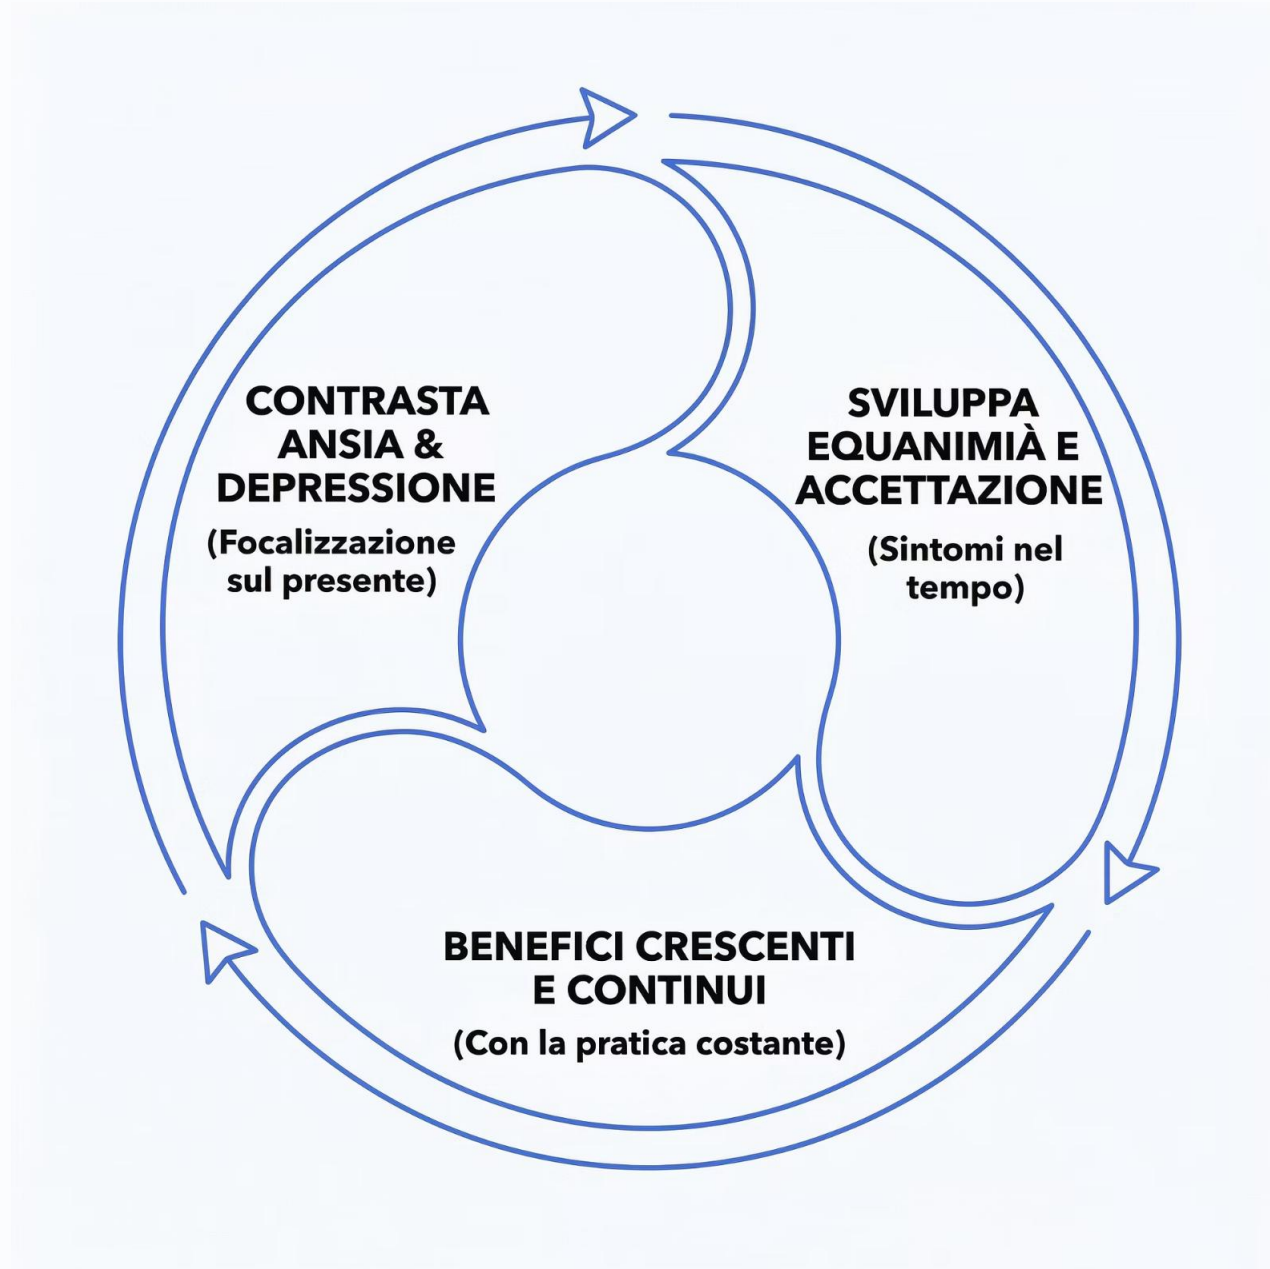 CONTRASTA
ANSIA &
DEPRESSIONE
(Focalizzazione
sul presente)
SVILUPPA
EQUANIMIÀ E
ACCETTAZIONE
(Sintomi nel
tempo)
BENEFICI CRESCENTI
E CONTINUI
(Con la pratica costante)